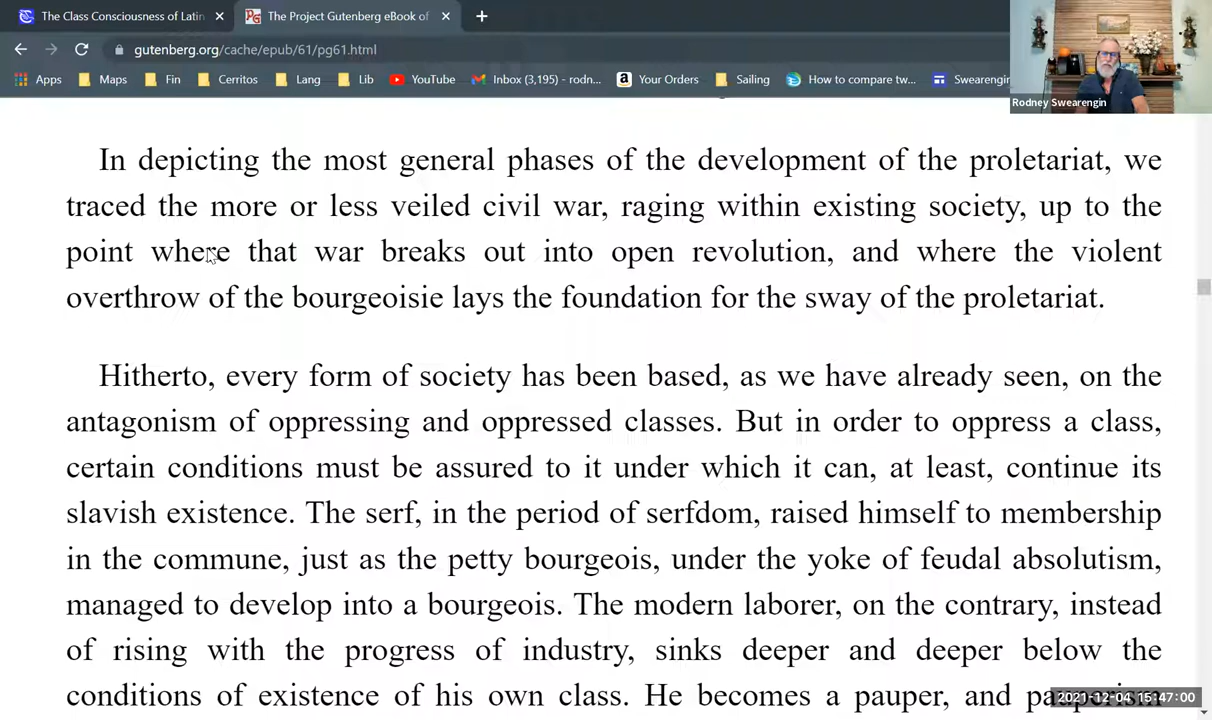 The Class Consciousness of Latin
The Project Gutenberg eBook of
gutenberg.org/cache/epub/61/pg61.html
Apps Maps Fin Cerritos Lang Lib YouTube Inbox (3,195) - rodn... Your Orders Sailing How to compare tw... Swearengin
Rodney Swearengin
In depicting the most general phases of the development of the proletariat, we
traced the more or less veiled civil war, raging within existing society, up to the
point where that war breaks out into open revolution, and where the violent
overthrow of the bourgeoisie lays the foundation for the sway of the proletariat.
Hitherto, every form of society has been based, as we have already seen, on the
antagonism of oppressing and oppressed classes. But in order to oppress a class,
certain conditions must be assured to it under which it can, at least, continue its
slavish existence. The serf, in the period of serfdom, raised himself to membership
in the commune, just as the petty bourgeois, under the yoke of feudal absolutism,
managed to develop into a bourgeois. The modern laborer, on the contrary, instead
of rising with the progress of industry, sinks deeper and deeper below the
conditions of existence of his own class. He becomes a pauper, and pauperism
2021-12-04 15:47:00